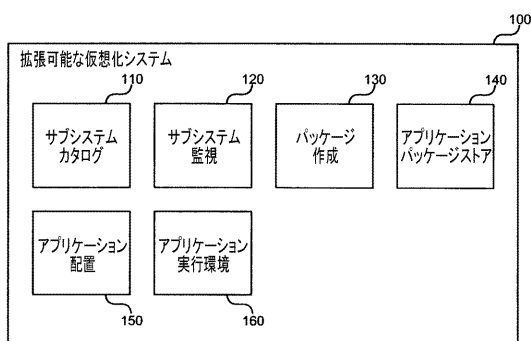 100
拡張可能な仮想化システム
110
120
130
140
サブシステム
カタログ
サブシステム
監視
パッケージ
作成
アプリケーション
パッケージストア
アプリケーション
配置
アプリケーション
実行環境
150
160